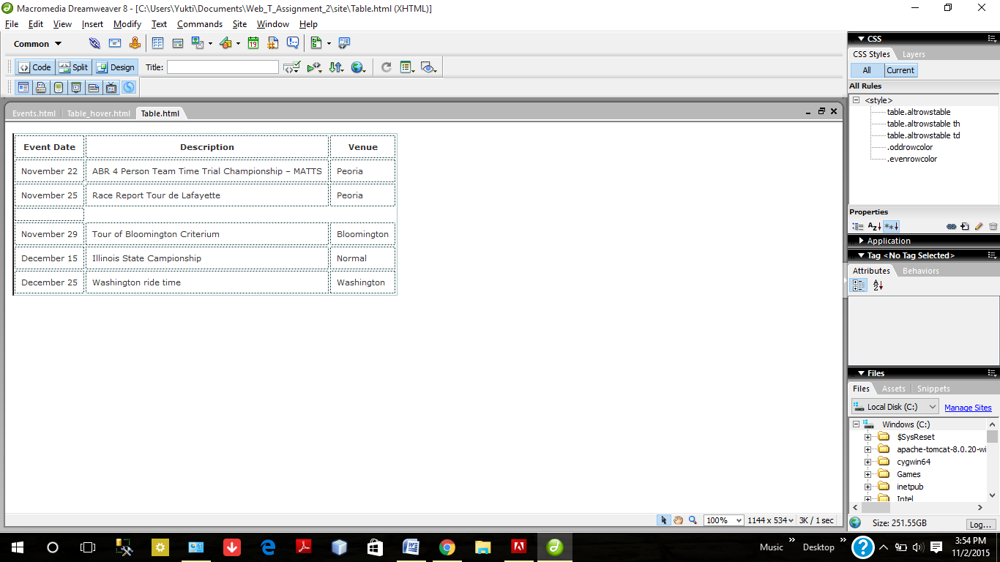 Macromedia Dreamweaver 8 - [C:\Users\Yukti\Documents\Web_T_Assignment_2\site\Table.html (XHTML)]
File Edit View Insert Modify Text Commands Site Window Help
Common
Code Split Design Title:
Events.html Table_hover.html Table.html
Event Date Description Venue
November 22 ABR 4 Person Team Time Trial Championship – MATTS Peoria
November 25 Race Report Tour de Lafayette Peoria
November 29 Tour of Bloomington Criterium Bloomington
December 15 Illinois State Campionship Normal
December 25 Washington ride time Washington
100% 1144 x 534 3K / 1 sec
CSS
CSS Styles Layers
All Current
All Rules
<style>
table.altrowstable
table.altrowstable th
table.altrowstable td
.oddrowcolor
.evenrowcolor
Properties
Application
Tag <No Tag Selected>
Attributes Behaviors
Files
Files Assets Snippets
Local Disk (C:) Manage Sites
Windows (C:)
$SysReset
apache-tomcat-8.0.20-wi
cygwin64
Games
inetpub
Intel
Size: 251.55GB Log...
Music » Desktop » 3:54 PM
11/2/2015